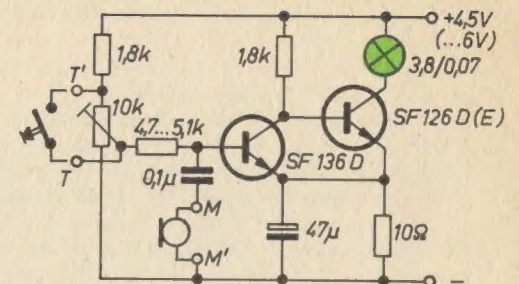 +4,5V
(...6V)
1,8k
1,8k
3,8/0,07
T'
10k
4,7...5,1k
SF 126 D (E)
SF 136 D
T
0,1µ
M
47µ
10Ω
M'
−